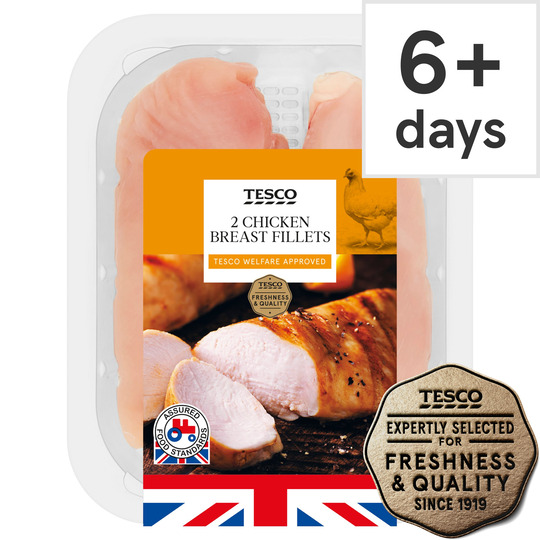 6+
days
TESCO
2 CHICKEN
BREAST FILLETS
TESCO WELFARE APPROVED
TESCO
FRESHNESS
& QUALITY
ASSURED
FOOD STANDARDS
TESCO
EXPERTLY SELECTED
FOR
FRESHNESS
& QUALITY
SINCE 1919